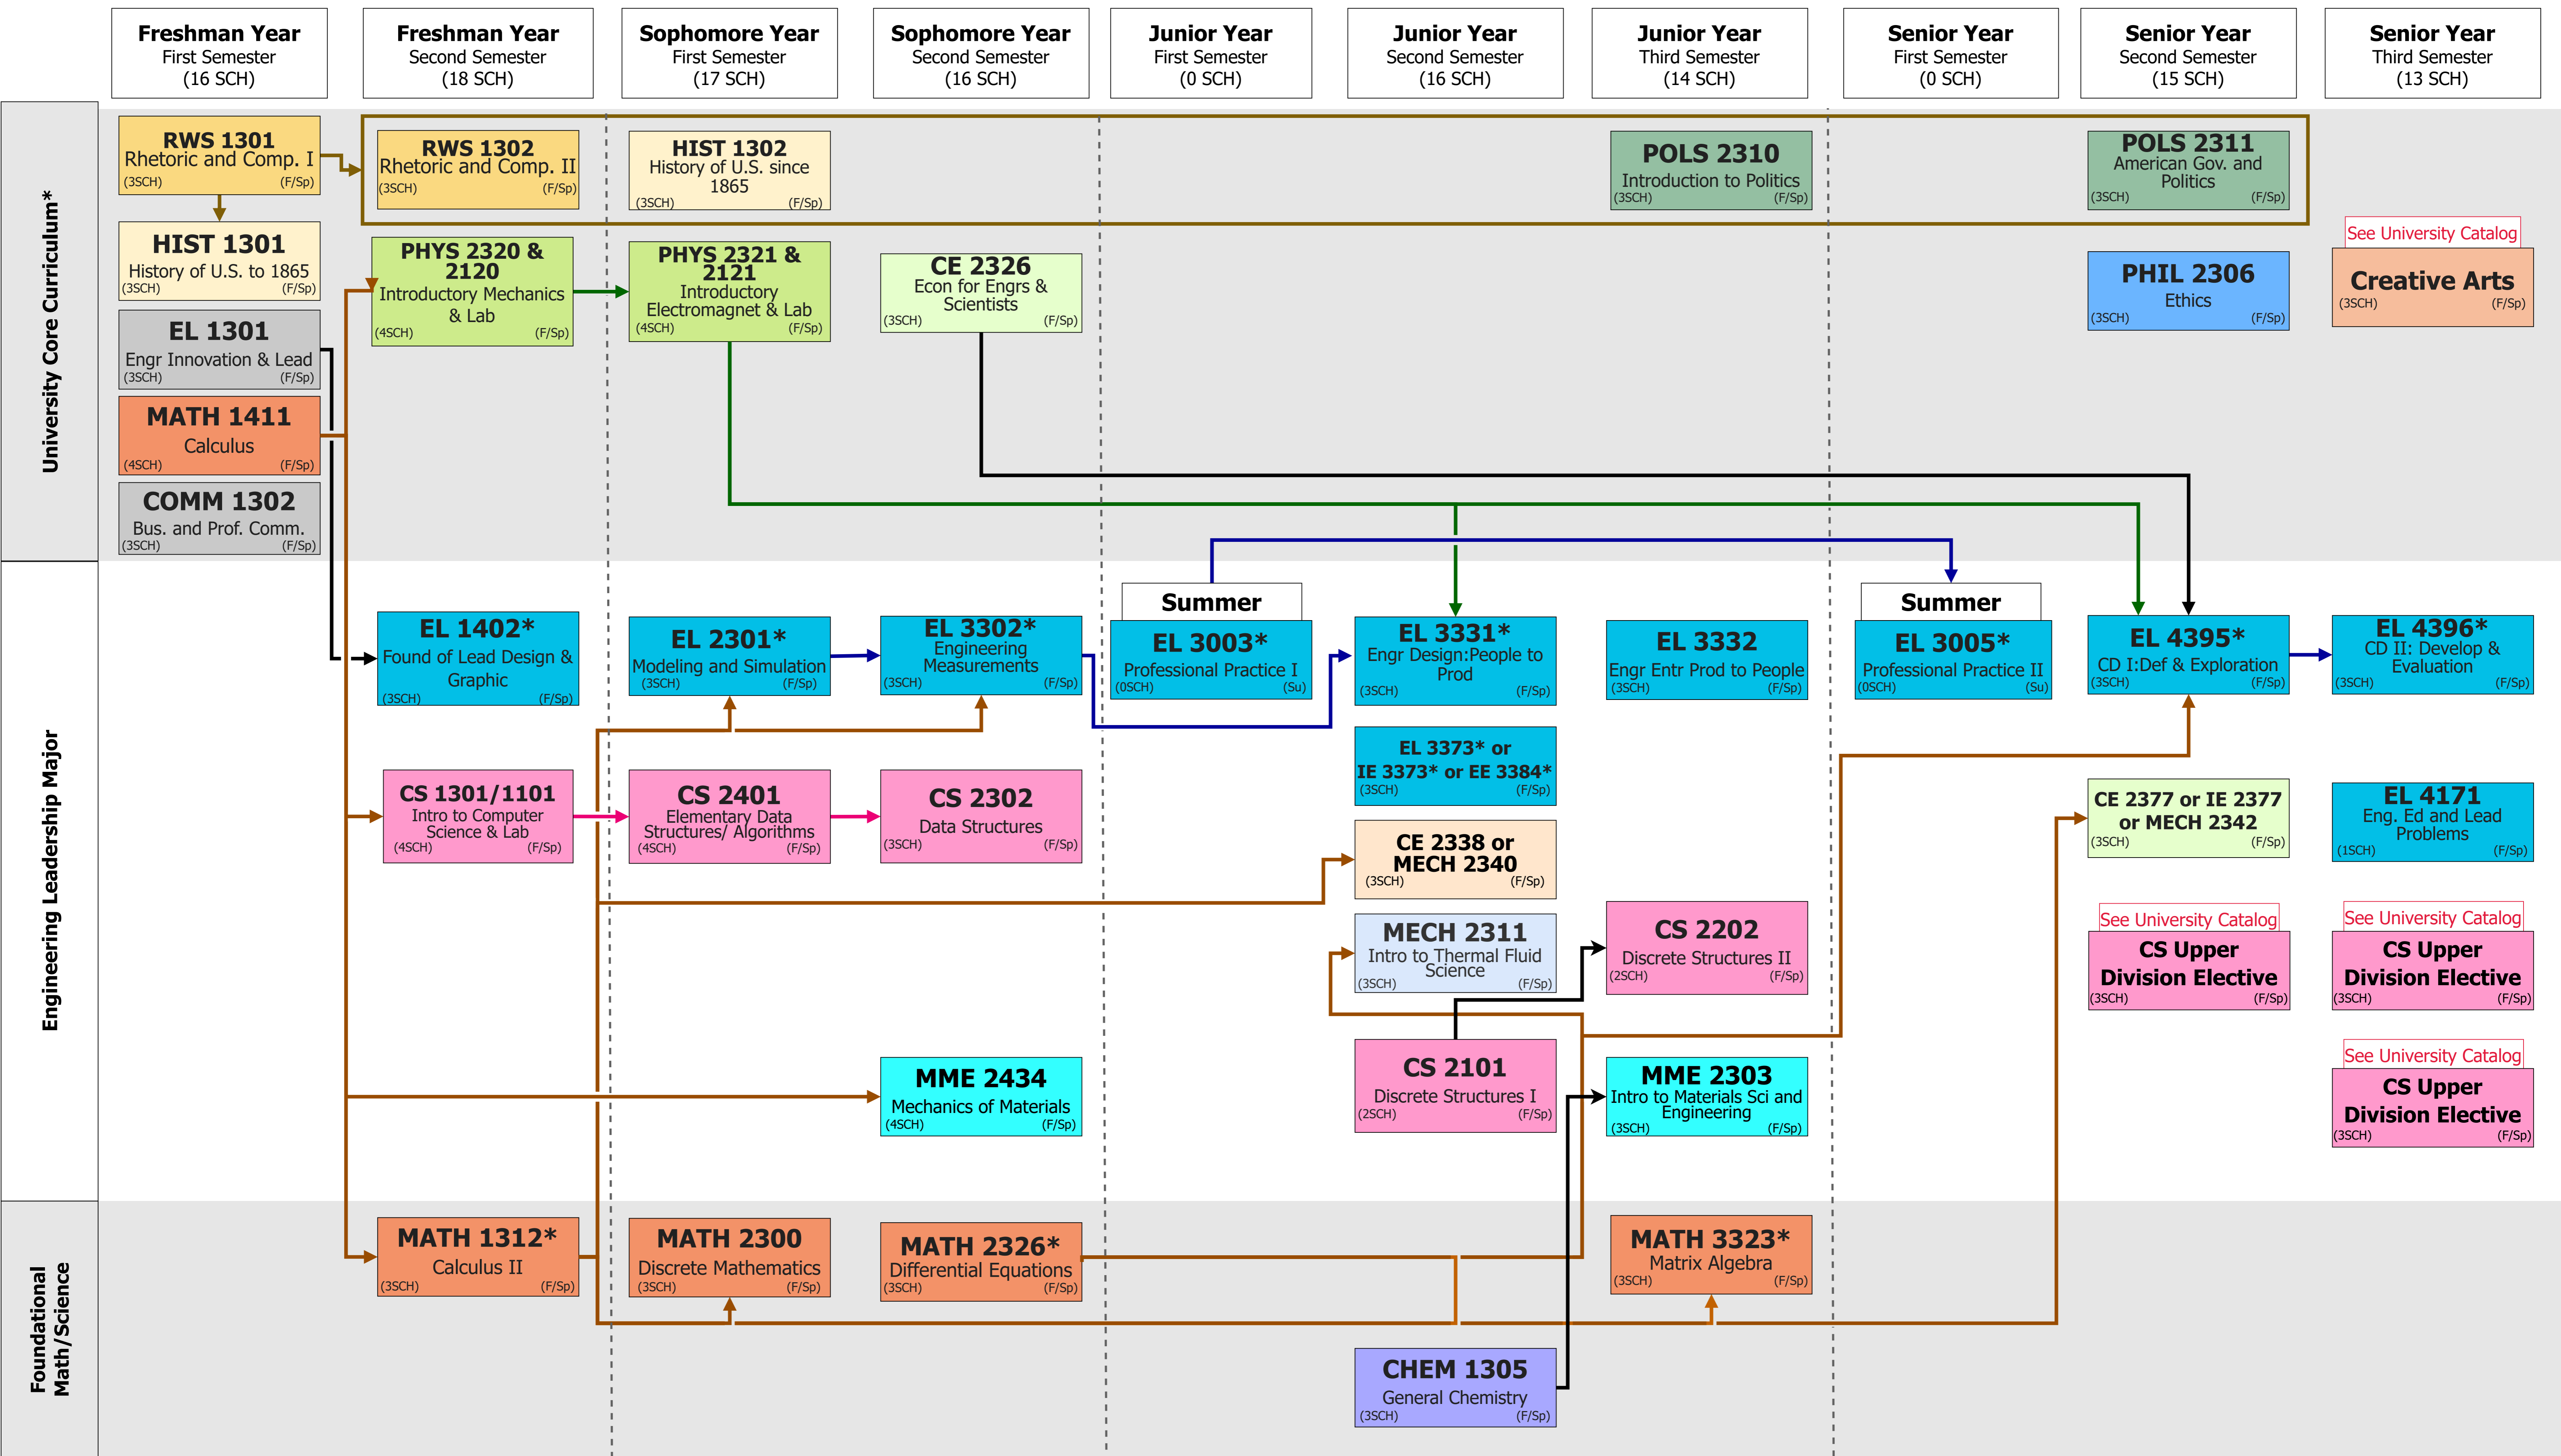 Freshman Year
First Semester
(16 SCH)
Freshman Year
Second Semester
(18 SCH)
Sophomore Year
First Semester
(17 SCH)
Sophomore Year
Second Semester
(16 SCH)
Junior Year
First Semester
(0 SCH)
Junior Year
Second Semester
(16 SCH)
Junior Year
Third Semester
(14 SCH)
Senior Year
First Semester
(0 SCH)
Senior Year
Second Semester
(15 SCH)
Senior Year
Third Semester
(13 SCH)
University Core Curriculum*
RWS 1301
Rhetoric and Comp. I
(3SCH) (F/Sp)
RWS 1302
Rhetoric and Comp. II
(3SCH) (F/Sp)
HIST 1302
History of U.S. since
1865
(3SCH) (F/Sp)
POLS 2310
Introduction to Politics
(3SCH) (F/Sp)
POLS 2311
American Gov. and
Politics
(3SCH) (F/Sp)
HIST 1301
History of U.S. to 1865
(3SCH) (F/Sp)
PHYS 2320 &
2120
Introductory Mechanics
& Lab
(4SCH) (F/Sp)
PHYS 2321 &
2121
Introductory
Electromagnet & Lab
(4SCH) (F/Sp)
CE 2326
Econ for Engrs &
Scientists
(3SCH) (F/Sp)
PHIL 2306
Ethics
(3SCH) (F/Sp)
See University Catalog
Creative Arts
(3SCH) (F/Sp)
EL 1301
Engr Innovation & Lead
(3SCH) (F/Sp)
MATH 1411
Calculus
(4SCH) (F/Sp)
COMM 1302
Bus. and Prof. Comm.
(3SCH) (F/Sp)
Engineering Leadership Major
EL 1402*
Found of Lead Design &
Graphic
(3SCH) (F/Sp)
EL 2301*
Modeling and Simulation
(3SCH) (F/Sp)
EL 3302*
Engineering
Measurements
(3SCH) (F/Sp)
Summer
EL 3003*
Professional Practice I
(0SCH) (Su)
EL 3331*
Engr Design:People to
Prod
(3SCH) (F/Sp)
EL 3332
Engr Entr Prod to People
(3SCH) (F/Sp)
Summer
EL 3005*
Professional Practice II
(0SCH) (Su)
EL 4395*
CD I:Def & Exploration
(3SCH) (F/Sp)
EL 4396*
CD II: Develop &
Evaluation
(3SCH) (F/Sp)
EL 3373* or
IE 3373* or EE 3384*
(3SCH) (F/Sp)
CS 1301/1101
Intro to Computer
Science & Lab
(4SCH) (F/Sp)
CS 2401
Elementary Data
Structures/ Algorithms
(4SCH) (F/Sp)
CS 2302
Data Structures
(3SCH) (F/Sp)
CE 2338 or
MECH 2340
(3SCH) (F/Sp)
CE 2377 or IE 2377
or MECH 2342
(3SCH) (F/Sp)
EL 4171
Eng. Ed and Lead
Problems
(1SCH) (F/Sp)
MECH 2311
Intro to Thermal Fluid
Science
(3SCH) (F/Sp)
CS 2202
Discrete Structures II
(2SCH) (F/Sp)
See University Catalog
CS Upper
Division Elective
(3SCH) (F/Sp)
See University Catalog
CS Upper
Division Elective
(3SCH) (F/Sp)
MME 2434
Mechanics of Materials
(4SCH) (F/Sp)
CS 2101
Discrete Structures I
(2SCH) (F/Sp)
MME 2303
Intro to Materials Sci and
Engineering
(3SCH) (F/Sp)
See University Catalog
CS Upper
Division Elective
(3SCH) (F/Sp)
Foundational
Math/Science
MATH 1312*
Calculus II
(3SCH) (F/Sp)
MATH 2300
Discrete Mathematics
(3SCH) (F/Sp)
MATH 2326*
Differential Equations
(3SCH) (F/Sp)
MATH 3323*
Matrix Algebra
(3SCH) (F/Sp)
CHEM 1305
General Chemistry
(3SCH) (F/Sp)